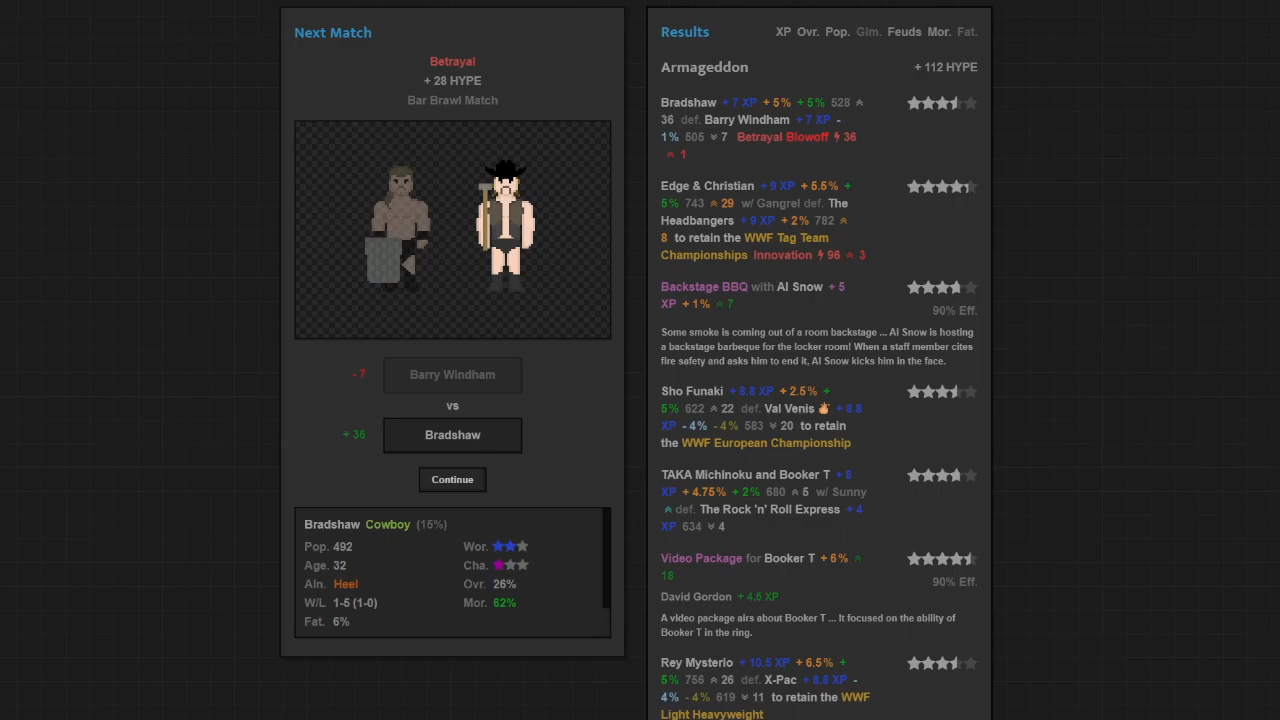 Next Match
Betrayal
+ 28 HYPE
Bar Brawl Match
- 7 Barry Windham
vs
+ 36 Bradshaw
Continue
Bradshaw Cowboy (15%)
Pop. 492 Wor.
Age. 32 Cha.
Aln. Heel Ovr. 26%
W/L 1-5 (1-0) Mor. 62%
Fat. 6%
Results XP Ovr. Pop. Gim. Feuds Mor. Fat.
Armageddon + 112 HYPE
Bradshaw + 7 XP + 5% + 5% 528
36 def. Barry Windham + 7 XP -
1% 505 7 Betrayal Blowoff 36
1
Edge & Christian + 9 XP + 5.5% +
5% 743 29 w/ Gangrel def. The
Headbangers + 9 XP + 2% 782
8 to retain the WWF Tag Team
Championships Innovation 96 3
Backstage BBQ with Al Snow + 5
XP + 1% 7
90% Eff.
Some smoke is coming out of a room backstage ... Al Snow is hosting
a backstage barbeque for the locker room! When a staff member cites
fire safety and asks him to end it, Al Snow kicks him in the face.
Sho Funaki + 8.8 XP + 2.5% +
5% 622 22 def. Val Venis + 8.8
XP - 4% - 4% 583 20 to retain
the WWF European Championship
TAKA Michinoku and Booker T + 8
XP + 4.75% + 2% 680 5 w/ Sunny
def. The Rock 'n' Roll Express + 4
XP 634 4
Video Package for Booker T + 6%
18
90% Eff.
David Gordon + 4.5 XP
A video package airs about Booker T ... It focused on the ability of
Booker T in the ring.
Rey Mysterio + 10.5 XP + 6.5% +
5% 756 26 def. X-Pac + 8.8 XP -
4% - 4% 619 11 to retain the WWF
Light Heavyweight